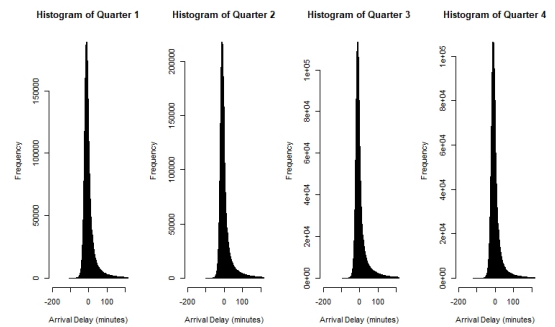 Histogram of Quarter 1
Frequency
0
50000
100000
150000
-200
0
100
Arrival Delay (minutes)
Histogram of Quarter 2
Frequency
0
50000
100000
150000
200000
-200
0
100
Arrival Delay (minutes)
Histogram of Quarter 3
Frequency
0e+00
2e+04
4e+04
6e+04
8e+04
1e+05
-200
0
100
Arrival Delay (minutes)
Histogram of Quarter 4
Frequency
0e+00
2e+04
4e+04
6e+04
8e+04
1e+05
-200
0
100
Arrival Delay (minutes)